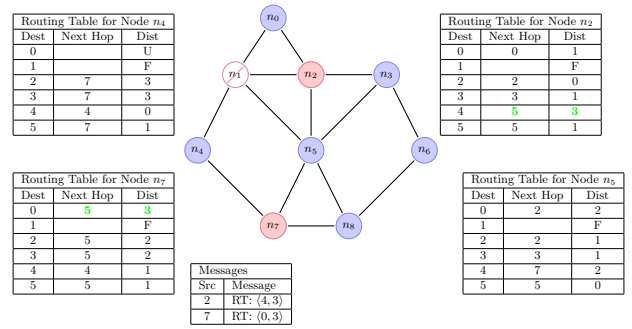 Routing Table for Node n4
Dest Next Hop Dist
0 U
1 F
2 7 3
3 7 3
4 4 0
5 7 1
n0
n1
n2
n3
n4
n5
n6
n7
n8
Routing Table for Node n2
Dest Next Hop Dist
0 0 1
1 F
2 2 0
3 3 1
4 5 3
5 5 1
Routing Table for Node n7
Dest Next Hop Dist
0 5 3
1 F
2 5 2
3 5 2
4 4 1
5 5 1
Messages
Src Message
2 RT: ⟨4, 3⟩
7 RT: ⟨0, 3⟩
Routing Table for Node n5
Dest Next Hop Dist
0 2 2
1 F
2 2 1
3 3 1
4 7 2
5 5 0